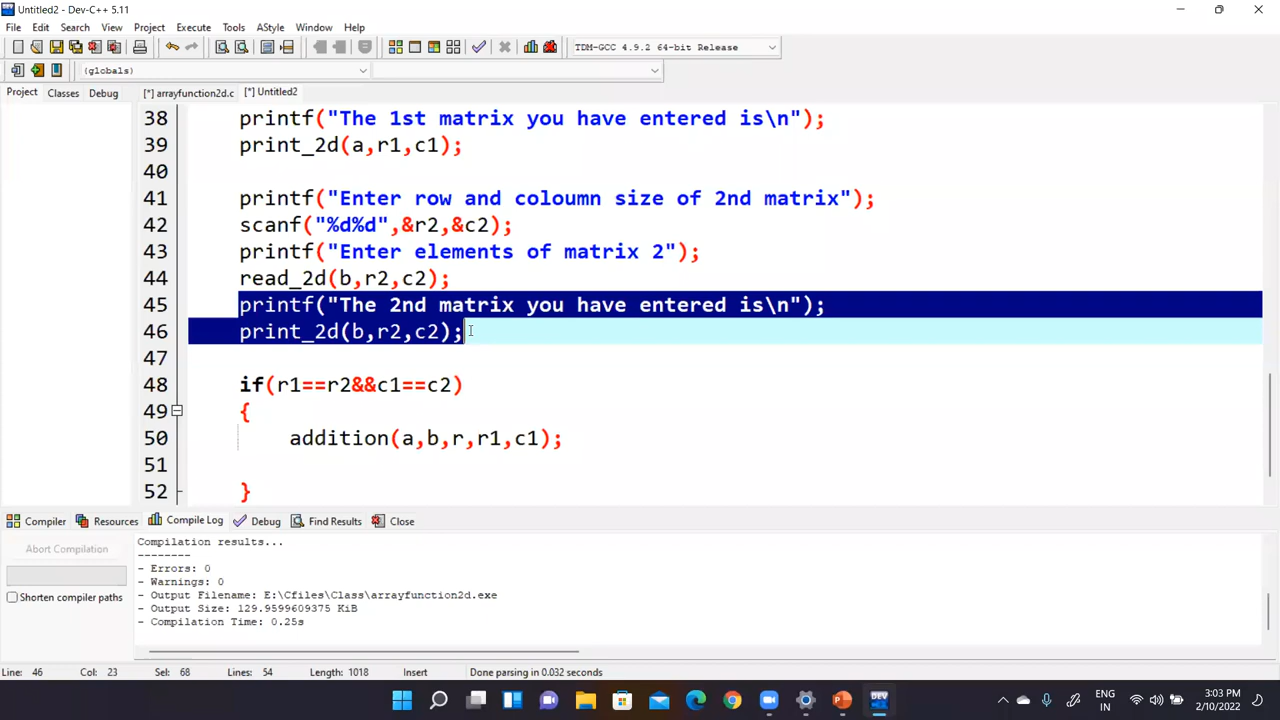 Untitled2 - Dev-C++ 5.11
File Edit Search View Project Execute Tools AStyle Window Help
TDM-GCC 4.9.2 64-bit Release
(globals)
Project Classes Debug [*] arrayfunction2d.c [*] Untitled2
38 printf("The 1st matrix you have entered is\n");
39 print_2d(a,r1,c1);
40
41 printf("Enter row and coloumn size of 2nd matrix");
42 scanf("%d%d",&r2,&c2);
43 printf("Enter elements of matrix 2");
44 read_2d(b,r2,c2);
45 printf("The 2nd matrix you have entered is\n");
46 print_2d(b,r2,c2);
47
48 if(r1==r2&&c1==c2)
49 {
50 addition(a,b,r,r1,c1);
51
52 }
Compiler Resources Compile Log Debug Find Results Close
Abort Compilation
Shorten compiler paths
Compilation results...
--------
- Errors: 0
- Warnings: 0
- Output Filename: E:\Cfiles\Class\arrayfunction2d.exe
- Output Size: 129.9599609375 KiB
- Compilation Time: 0.25s
Line: 46 Col: 23 Sel: 68 Lines: 54 Length: 1018 Insert Done parsing in 0.032 seconds
DEV
ENG
IN
3:03 PM
2/10/2022